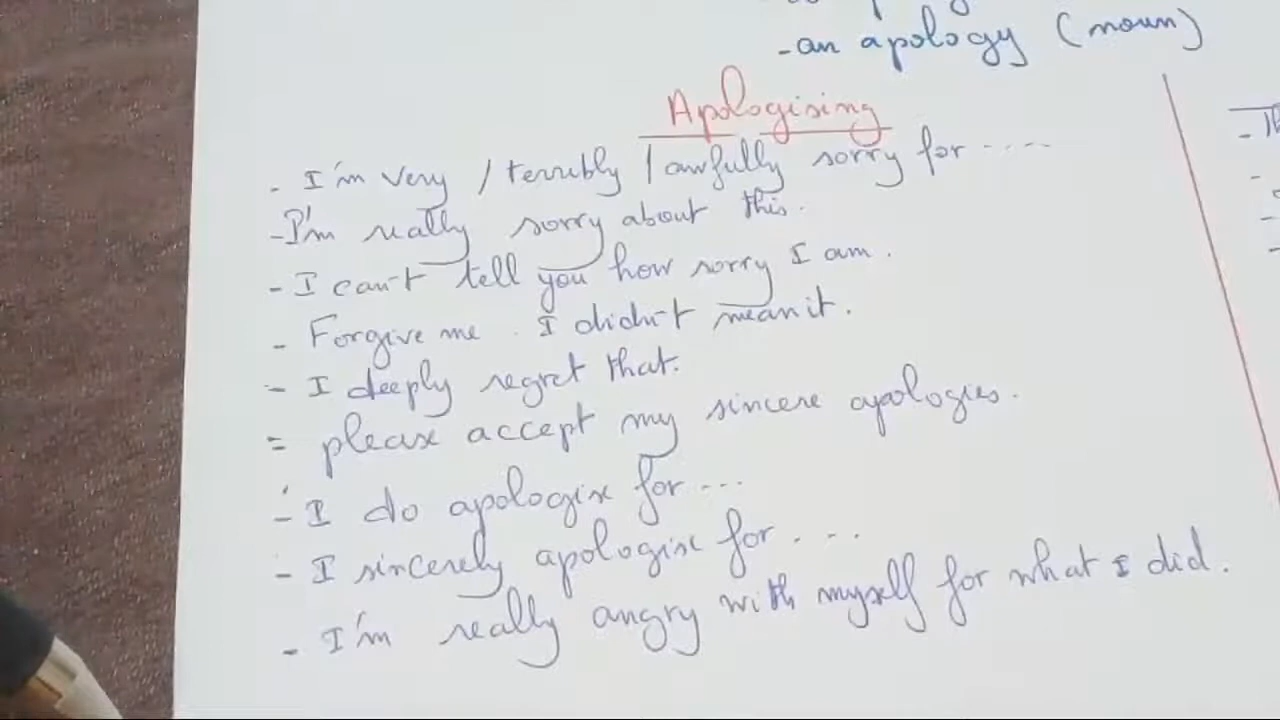 - an apology (noun)
Apologising
- I'm very / terribly / awfully sorry for ....
- I'm really sorry about this.
- I can't tell you how sorry I am.
- Forgive me. I didn't mean it.
- I deeply regret that.
= please accept my sincere apologies.
- I do apologise for ...
- I sincerely apologise for ....
- I'm really angry with myself for what I did.